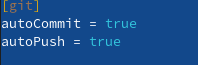 [git]
autoCommit = true
autoPush = true